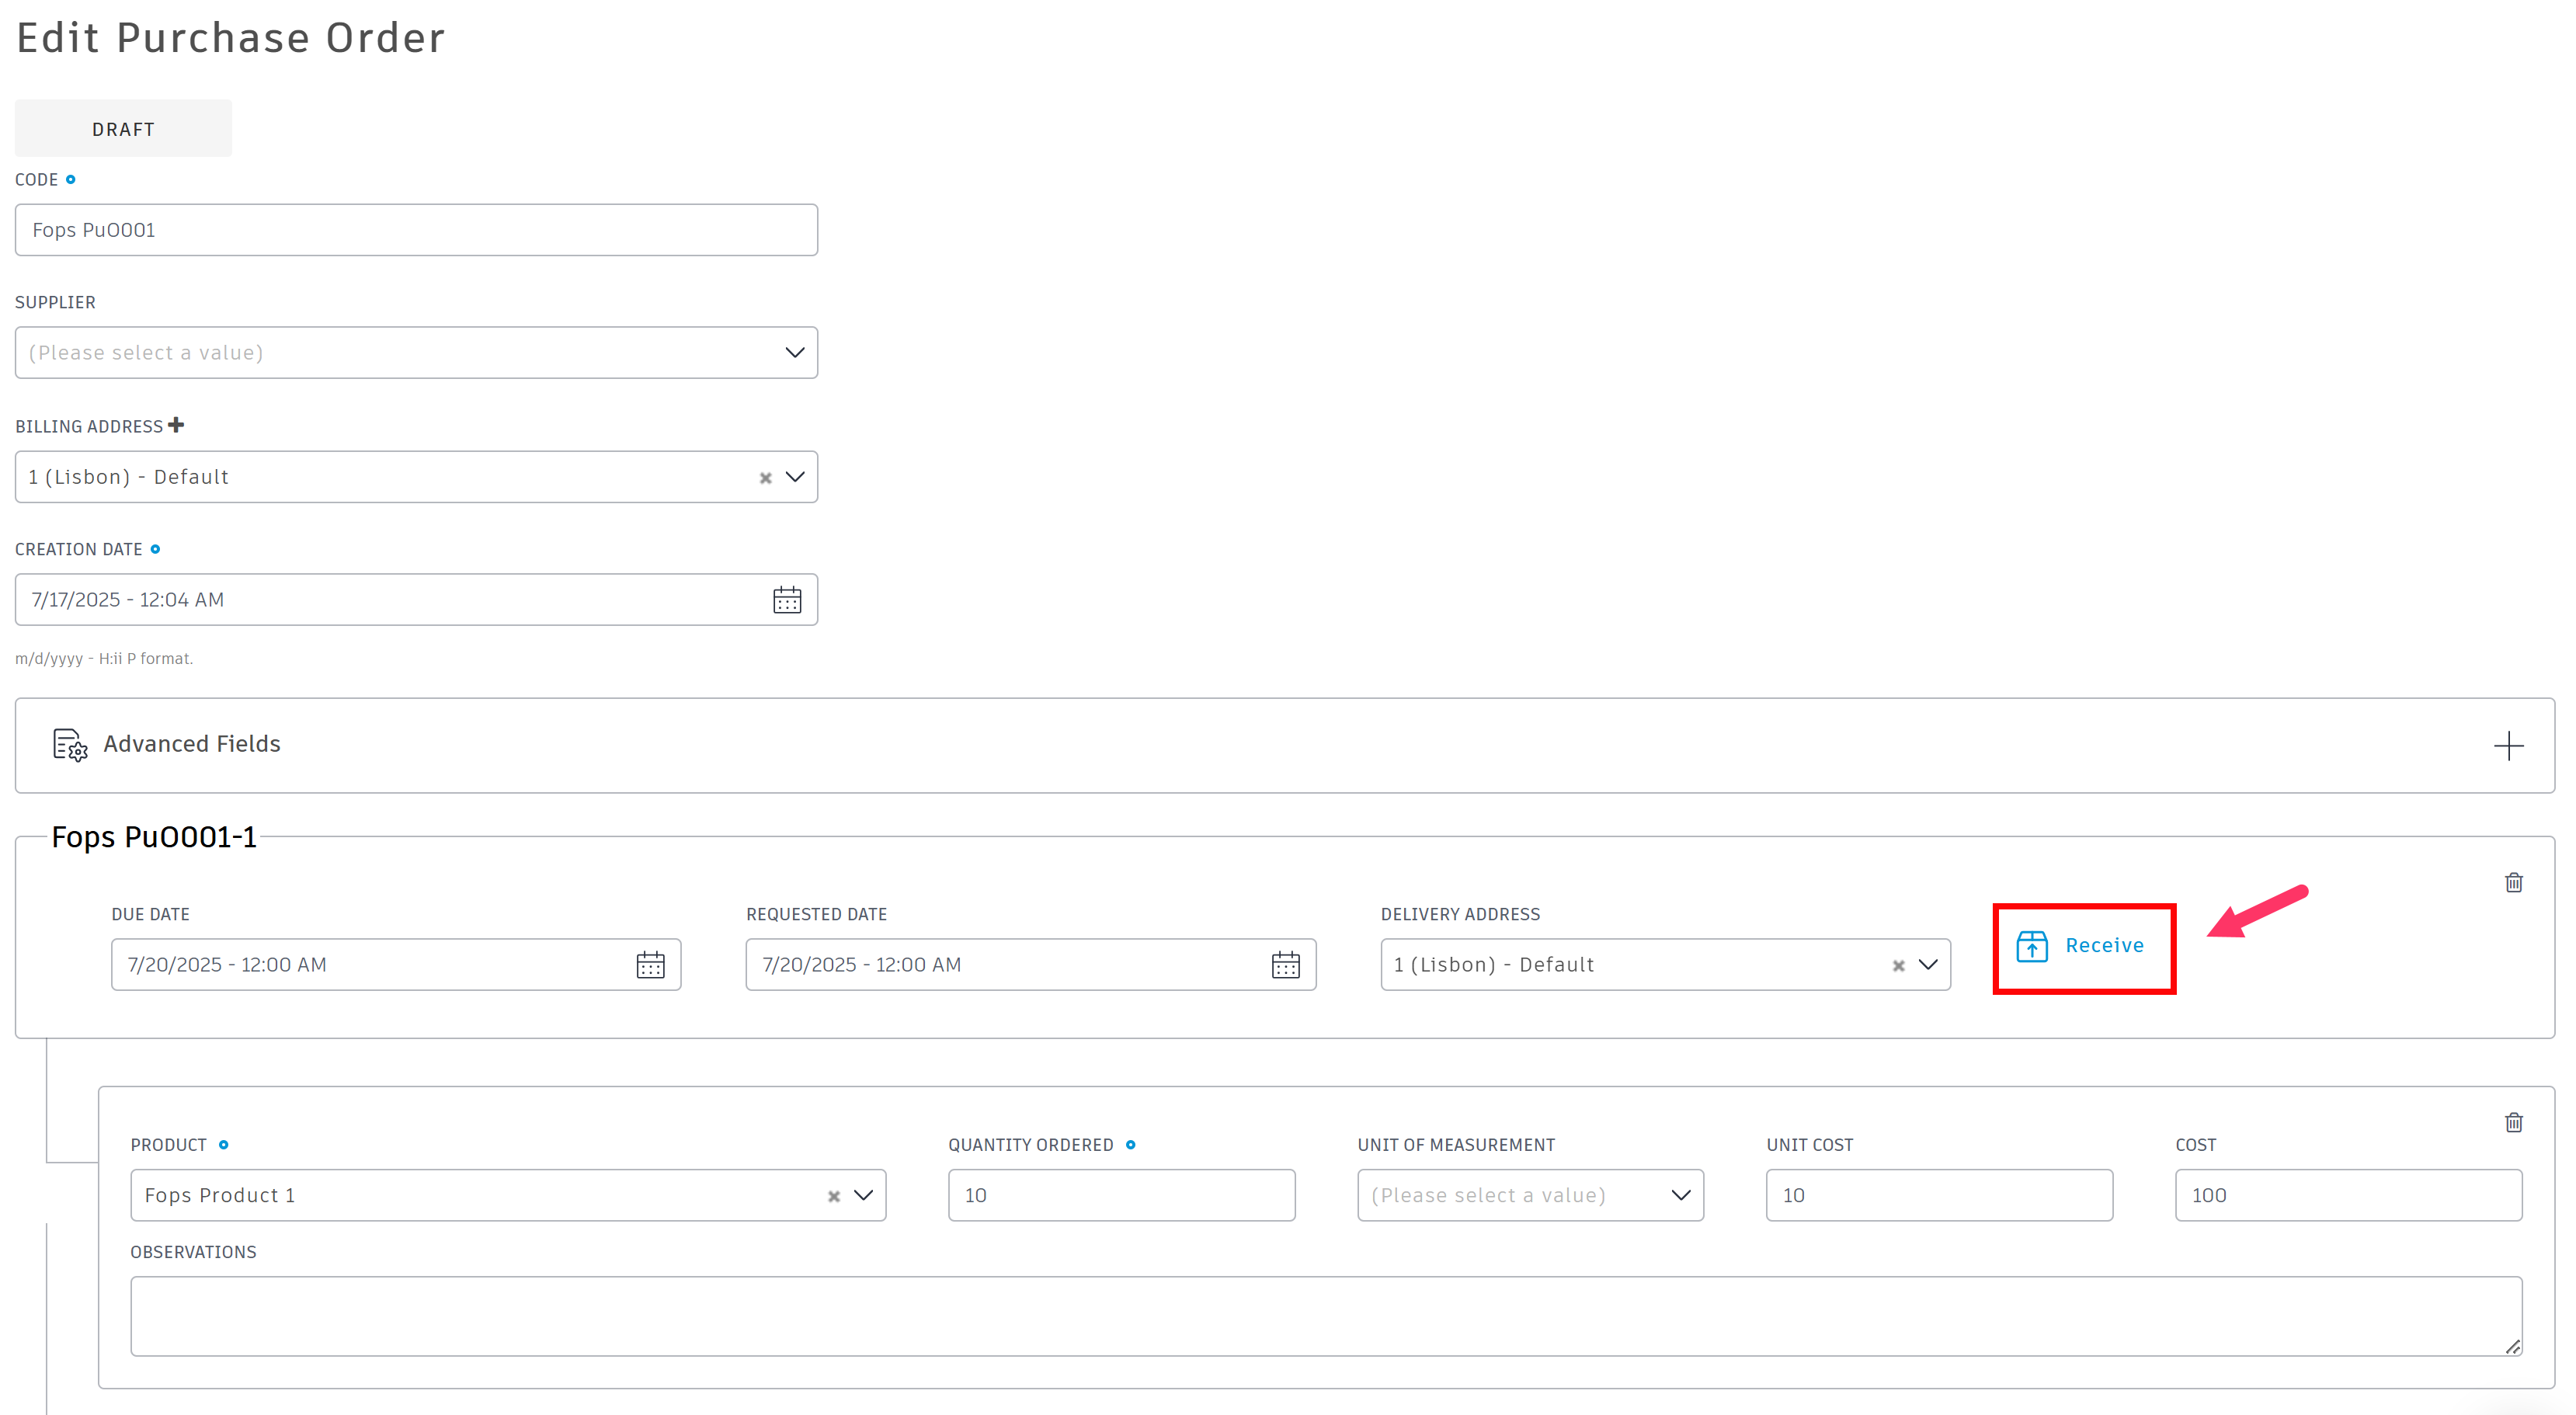 Edit Purchase Order
DRAFT
CODE
Fops PuO001
SUPPLIER
(Please select a value)
BILLING ADDRESS
1 (Lisbon) - Default
CREATION DATE
7/17/2025 - 12:04 AM
m/d/yyyy - H:ii P format.
Advanced Fields
Fops PuO001-1
DUE DATE REQUESTED DATE DELIVERY ADDRESS
7/20/2025 - 12:00 AM 7/20/2025 - 12:00 AM 1 (Lisbon) - Default Receive
PRODUCT QUANTITY ORDERED UNIT OF MEASUREMENT UNIT COST COST
Fops Product 1 10 (Please select a value) 10 100
OBSERVATIONS